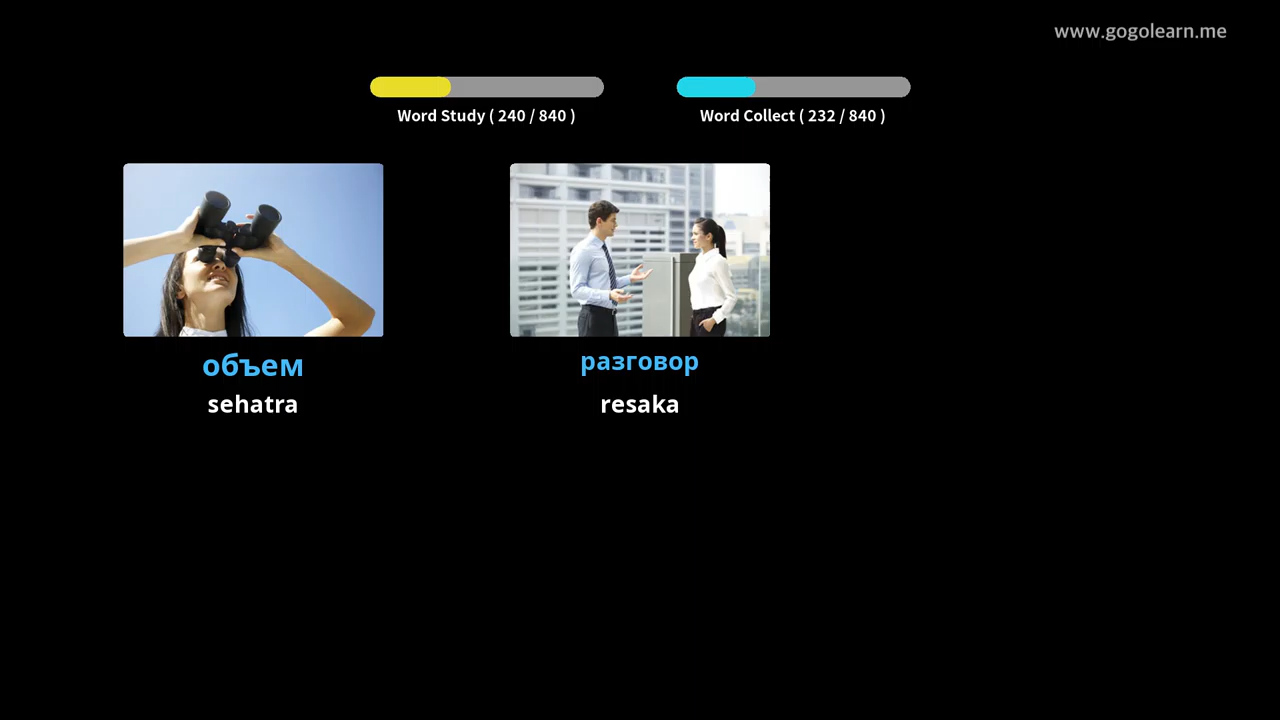 www.gogolearn.me
Word Study ( 240 / 840 )
Word Collect ( 232 / 840 )
объем
разговор
sehatra
resaka